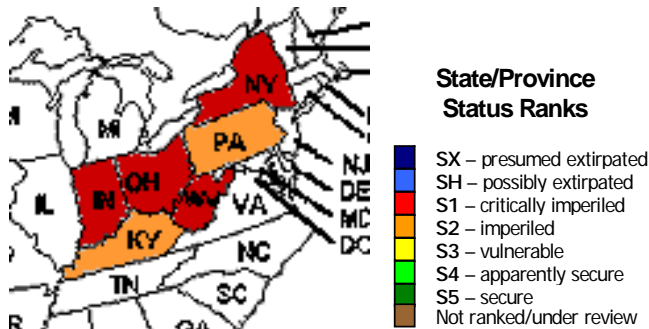 NY
MI
PA
NJ
IL
IN
OH
WV
VA
DE
MD
DC
KY
NC
TN
SC
State/Province
Status Ranks
SX – presumed extirpated
SH – possibly extirpated
S1 – critically imperiled
S2 – imperiled
S3 – vulnerable
S4 – apparently secure
S5 – secure
Not ranked/under review